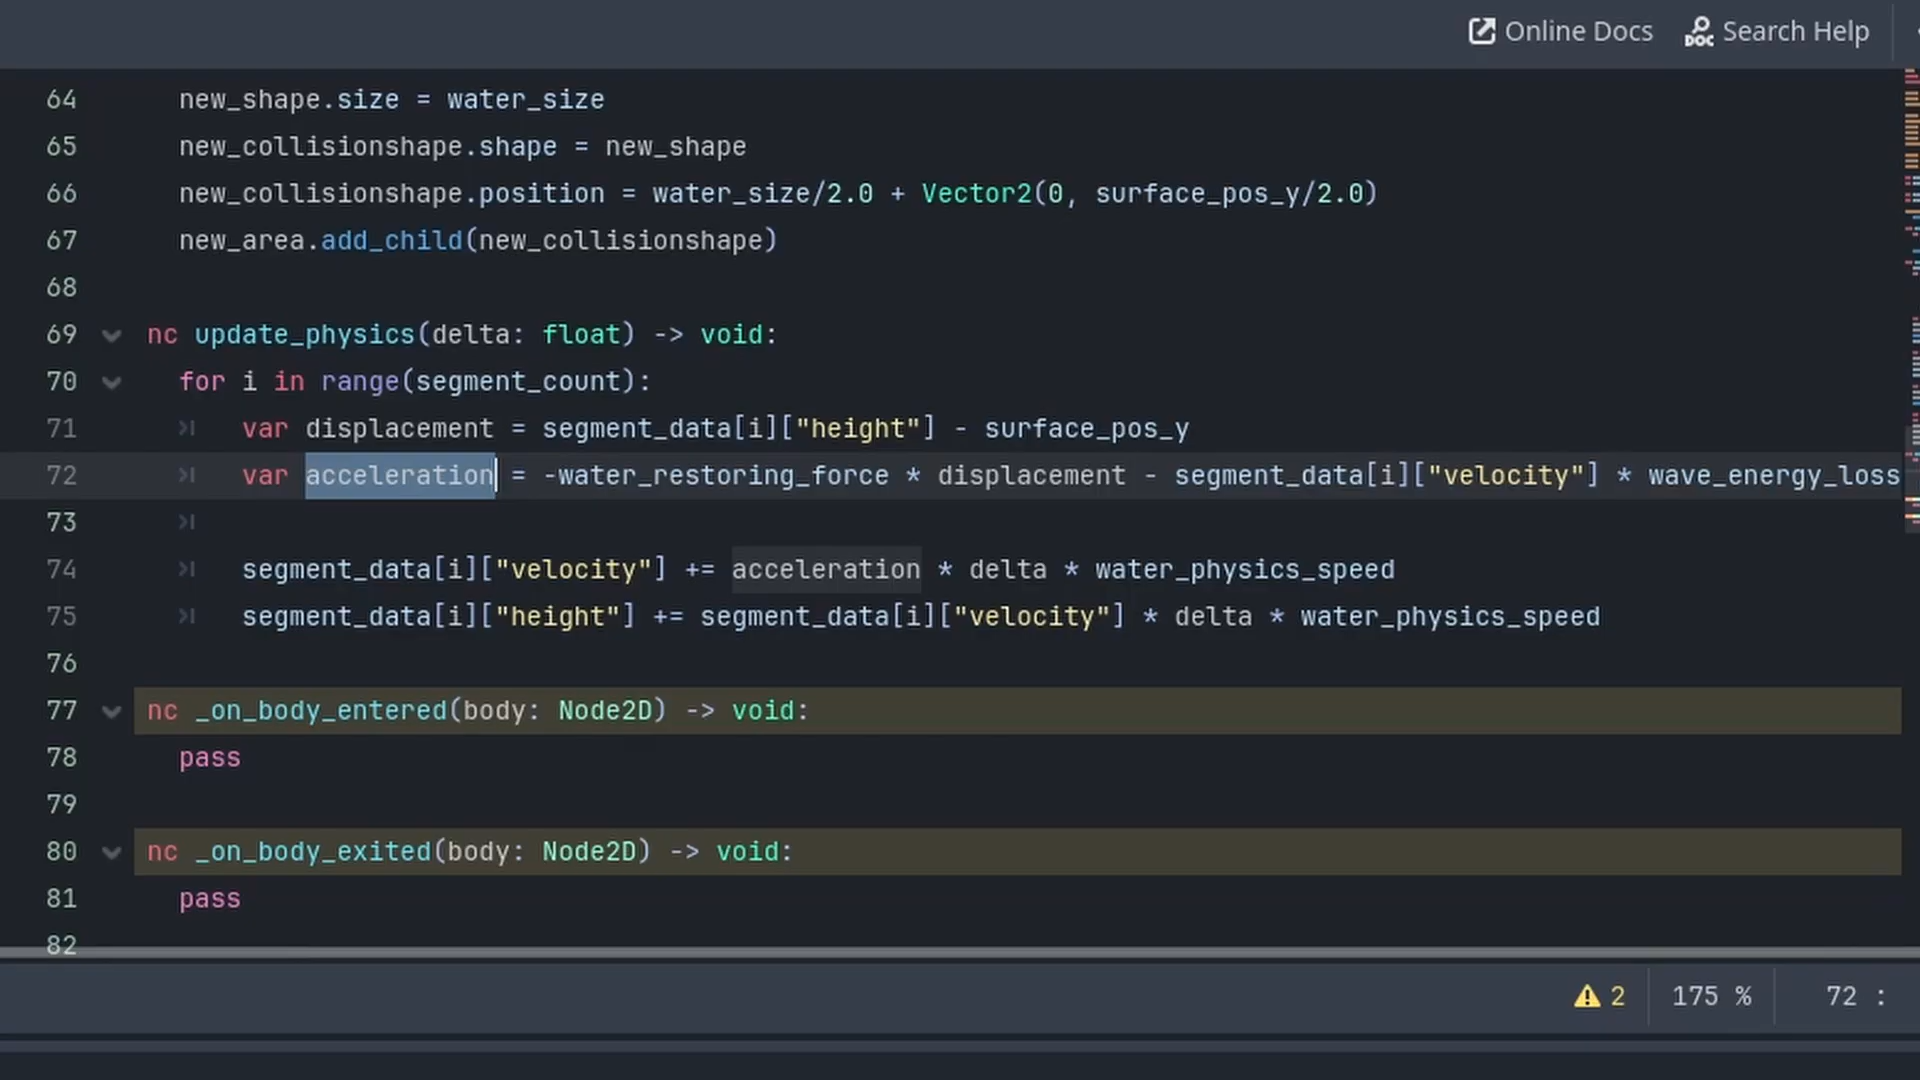 Online Docs Search Help
64 new_shape.size = water_size
65 new_collisionshape.shape = new_shape
66 new_collisionshape.position = water_size/2.0 + Vector2(0, surface_pos_y/2.0)
67 new_area.add_child(new_collisionshape)
68
69 nc update_physics(delta: float) -> void:
70 for i in range(segment_count):
71 var displacement = segment_data[i]["height"] - surface_pos_y
72 var acceleration = -water_restoring_force * displacement - segment_data[i]["velocity"] * wave_energy_loss
73
74 segment_data[i]["velocity"] += acceleration * delta * water_physics_speed
75 segment_data[i]["height"] += segment_data[i]["velocity"] * delta * water_physics_speed
76
77 nc _on_body_entered(body: Node2D) -> void:
78 pass
79
80 nc _on_body_exited(body: Node2D) -> void:
81 pass
82
2 175 % 72 :